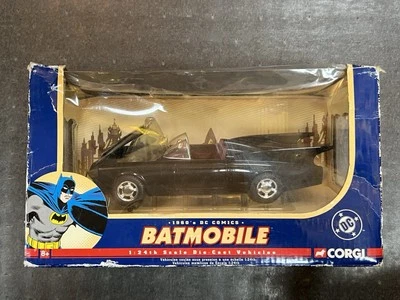 1960's DC COMICS
BATMOBILE
1:24th Scale Die Cast Vehicles
8+
DC
CORGI